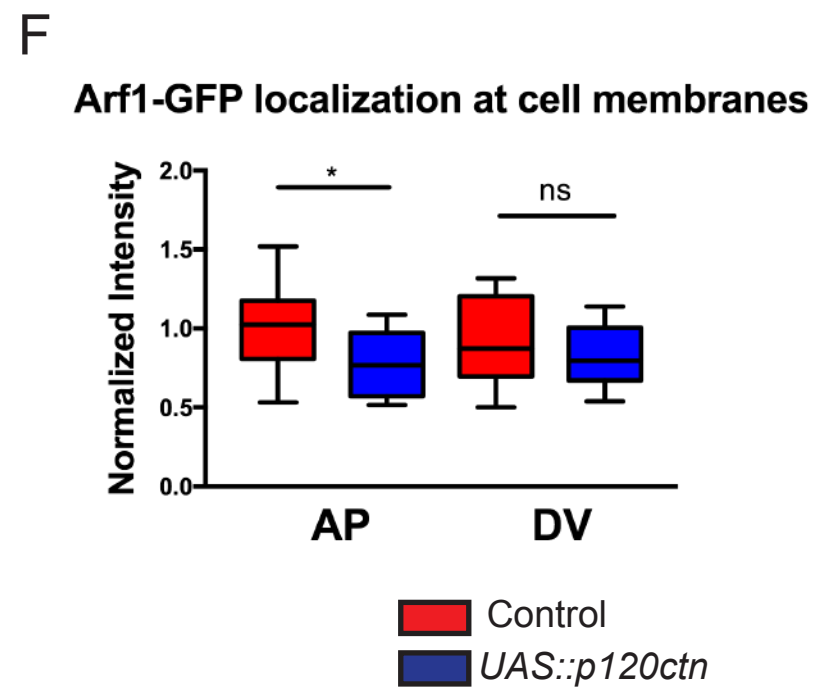 F
Arf1-GFP localization at cell membranes
Normalized Intensity
2.0
1.5
1.0
0.5
0.0
*
ns
AP DV
Control
UAS::p120ctn